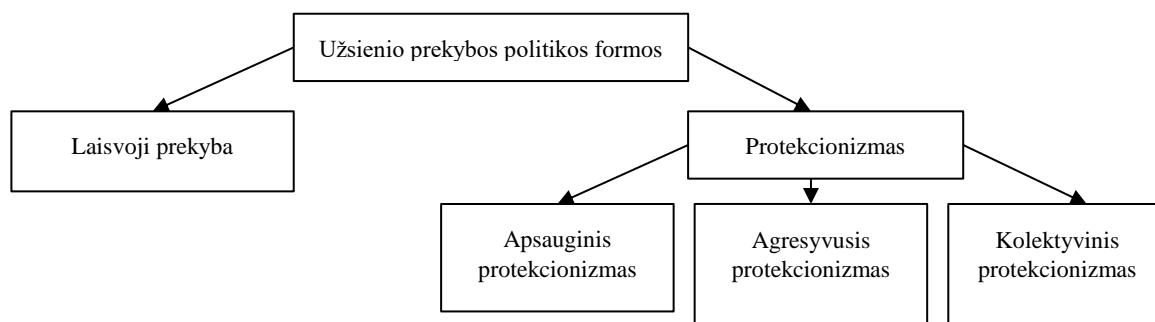 Užsienio prekybos politikos formos
Laisvoji prekyba
Protekcionizmas
Apsauginis
protekcionizmas
Agresyvusis
protekcionizmas
Kolektyvinis
protekcionizmas